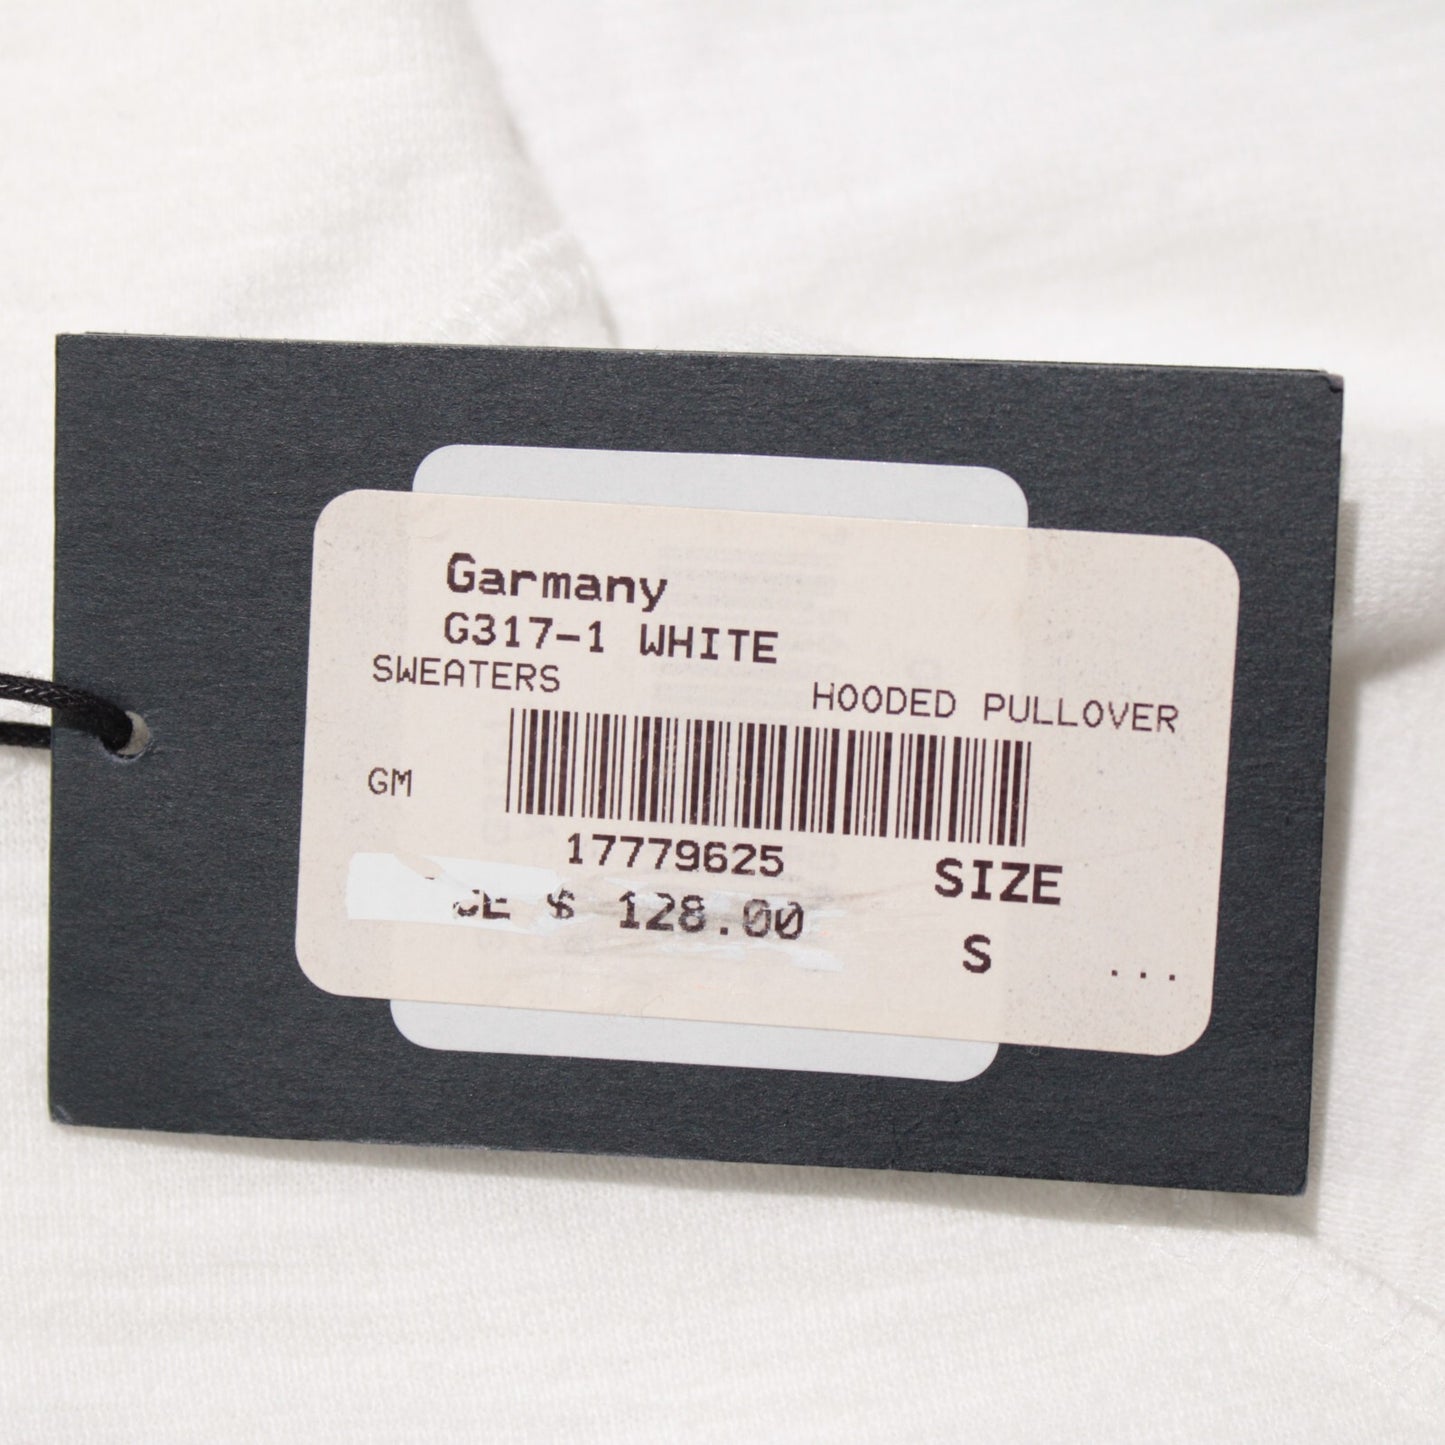 Garmany
G317-1 WHITE
SWEATERS
HOODED PULLOVER
GM
17779625
SIZE
$ 128.00
S
...